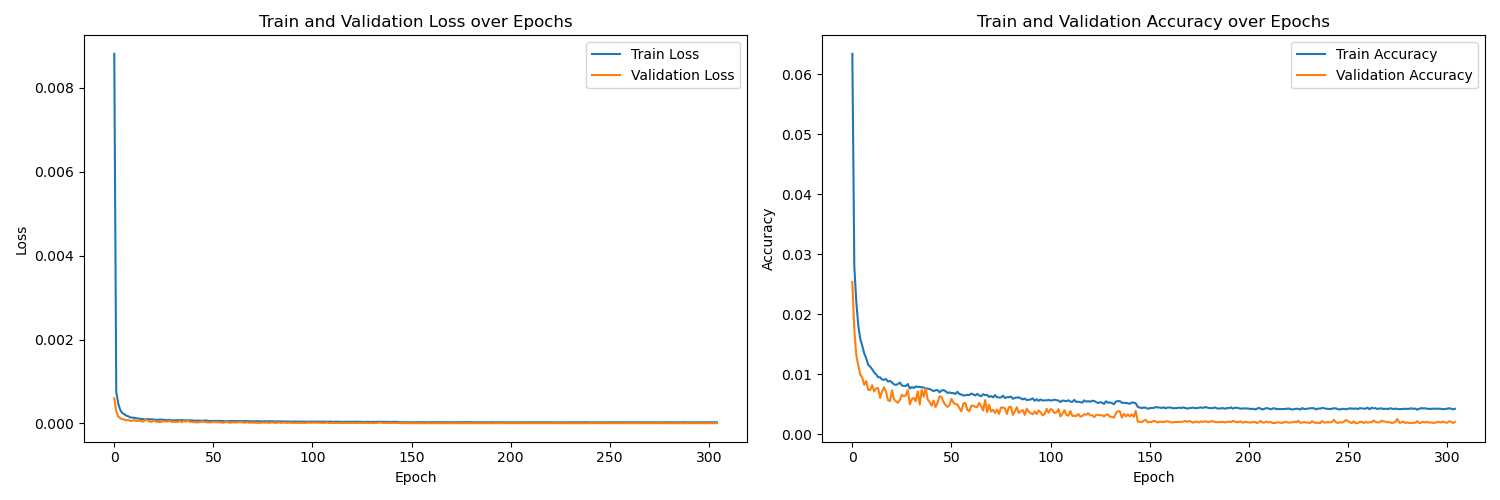 Train and Validation Loss over Epochs
Train Loss
Validation Loss
0.008
0.006
0.004
0.002
0.000
Loss
0
50
100
150
200
250
300
Epoch
Train and Validation Accuracy over Epochs
Train Accuracy
Validation Accuracy
0.06
0.05
0.04
0.03
0.02
0.01
0.00
Accuracy
0
50
100
150
200
250
300
Epoch